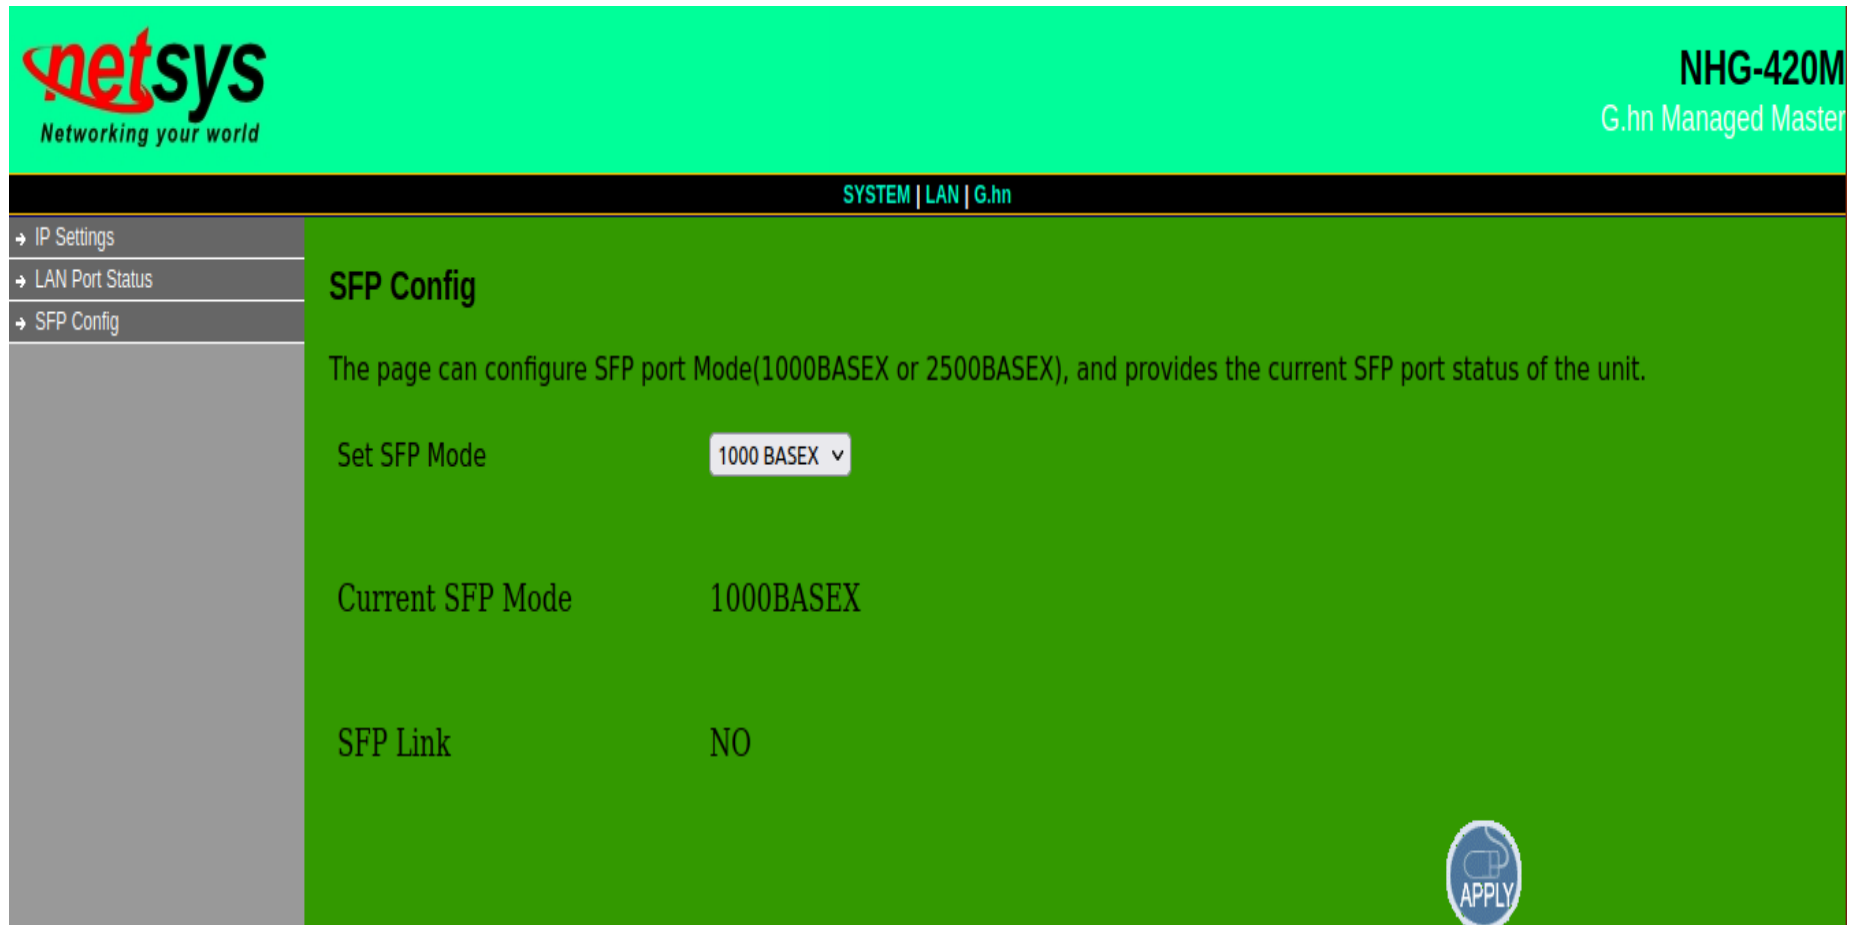 netsys
Networking your world
NHG-420M
G.hn Managed Master
SYSTEM | LAN | G.hn
IP Settings
LAN Port Status
SFP Config
SFP Config
The page can configure SFP port Mode(1000BASEX or 2500BASEX), and provides the current SFP port status of the unit.
Set SFP Mode 1000 BASEX
Current SFP Mode 1000BASEX
SFP Link NO
APPLY